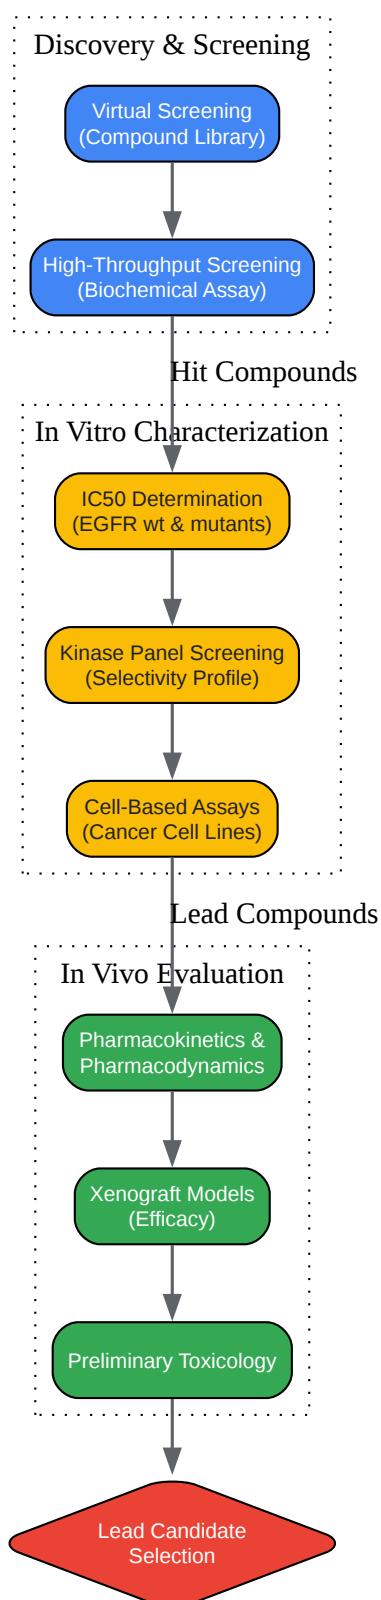 Discovery & Screening
Virtual Screening
(Compound Library)
High-Throughput Screening
(Biochemical Assay)
Hit Compounds
In Vitro Characterization
IC50 Determination
(EGFR wt & mutants)
Kinase Panel Screening
(Selectivity Profile)
Cell-Based Assays
(Cancer Cell Lines)
Lead Compounds
In Vivo Evaluation
Pharmacokinetics &
Pharmacodynamics
Xenograft Models
(Efficacy)
Preliminary Toxicology
Lead Candidate
Selection